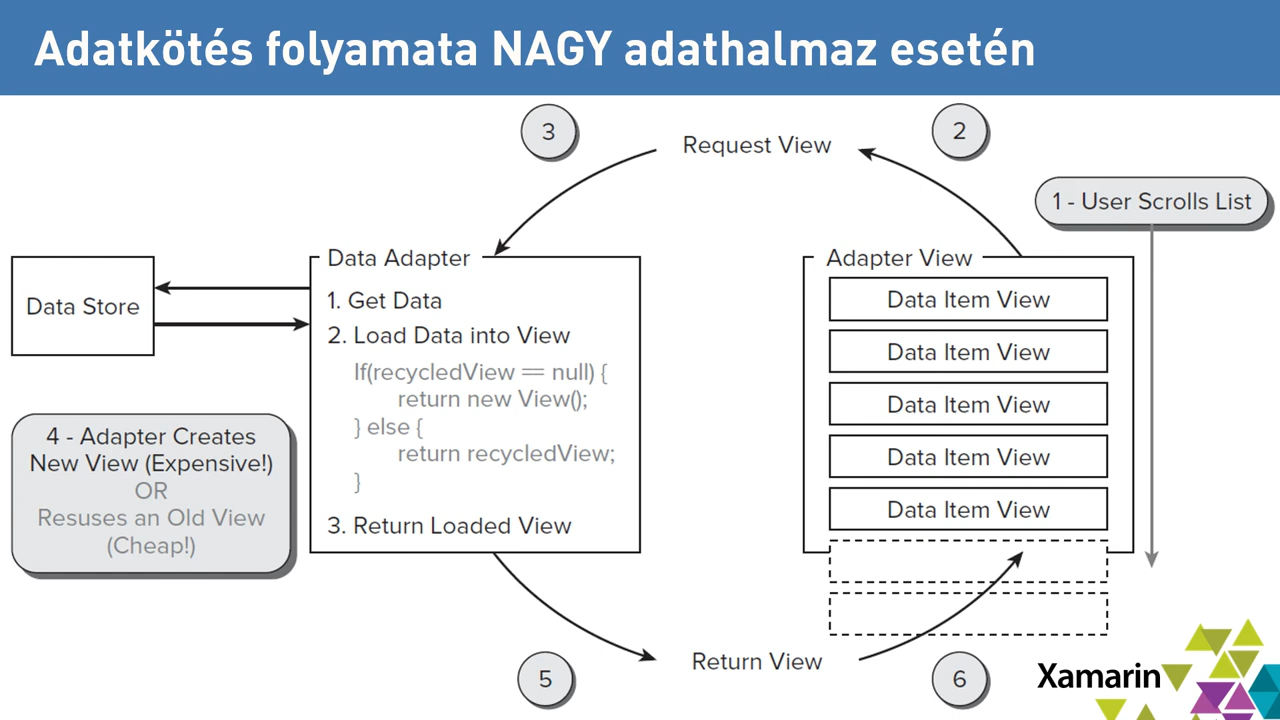 Adatkötés folyamata NAGY adathalmaz esetén
3
Request View
2
1 - User Scrolls List
Data Store
Data Adapter
1. Get Data
2. Load Data into View
If(recycledView == null) {
return new View();
} else {
return recycledView;
}
3. Return Loaded View
Adapter View
Data Item View
Data Item View
Data Item View
Data Item View
Data Item View
4 - Adapter Creates
New View (Expensive!)
OR
Resuses an Old View
(Cheap!)
5
Return View
6
Xamarin